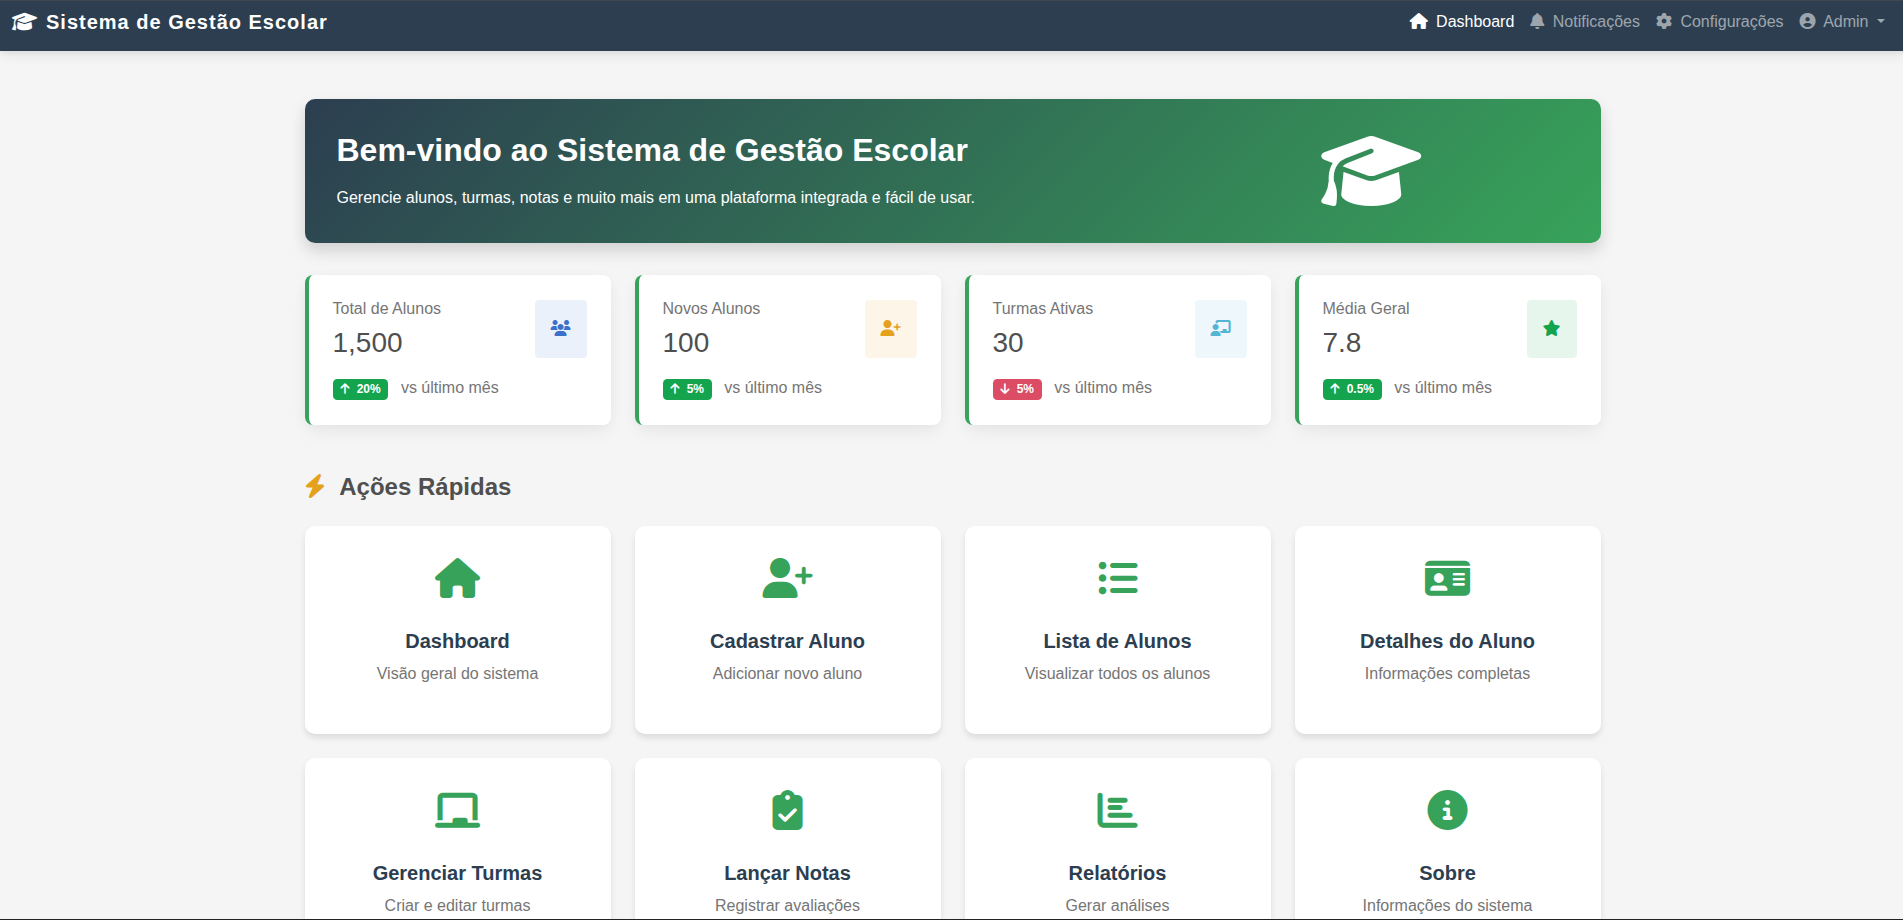 Sistema de Gestão Escolar
Dashboard Notificações Configurações Admin
Bem-vindo ao Sistema de Gestão Escolar
Gerencie alunos, turmas, notas e muito mais em uma plataforma integrada e fácil de usar.
Total de Alunos
1,500
20% vs último mês
Novos Alunos
100
5% vs último mês
Turmas Ativas
30
5% vs último mês
Média Geral
7.8
0.5% vs último mês
Ações Rápidas
Dashboard
Visão geral do sistema
Cadastrar Aluno
Adicionar novo aluno
Lista de Alunos
Visualizar todos os alunos
Detalhes do Aluno
Informações completas
Gerenciar Turmas
Criar e editar turmas
Lançar Notas
Registrar avaliações
Relatórios
Gerar análises
Sobre
Informações do sistema